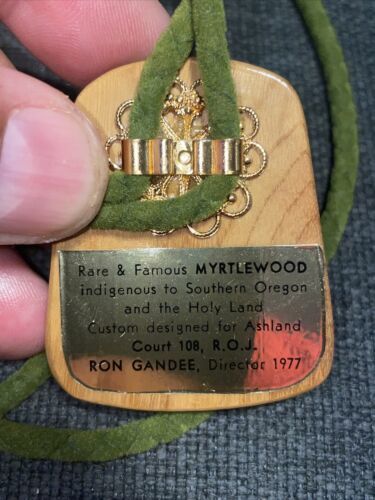 Rare & Famous MYRTLEWOOD
indigenous to Southern Oregon
and the Holy Land
Custom designed for Ashland
Court 108, R.O.J.
RON GANDEE, Director 1977